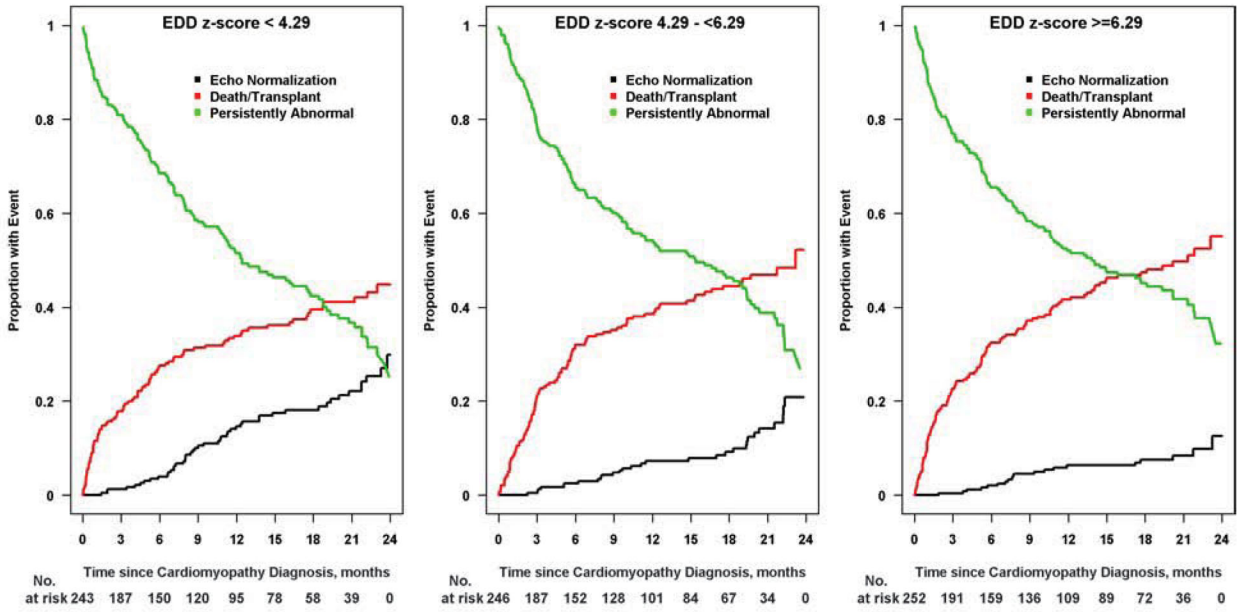 EDD z-score < 4.29
Echo Normalization
Death/Transplant
Persistently Abnormal
Proportion with Event
1
0.8
0.6
0.4
0.2
0
0 3 6 9 12 15 18 21 24
Time since Cardiomyopathy Diagnosis, months
No.
at risk 243 187 150 120 95 78 58 39 0
EDD z-score 4.29 - <6.29
Echo Normalization
Death/Transplant
Persistently Abnormal
Proportion with Event
1
0.8
0.6
0.4
0.2
0
0 3 6 9 12 15 18 21 24
Time since Cardiomyopathy Diagnosis, months
No.
at risk 246 187 152 128 101 84 67 34 0
EDD z-score >=6.29
Echo Normalization
Death/Transplant
Persistently Abnormal
Proportion with Event
1
0.8
0.6
0.4
0.2
0
0 3 6 9 12 15 18 21 24
Time since Cardiomyopathy Diagnosis, months
No.
at risk 252 191 159 136 109 89 72 36 0